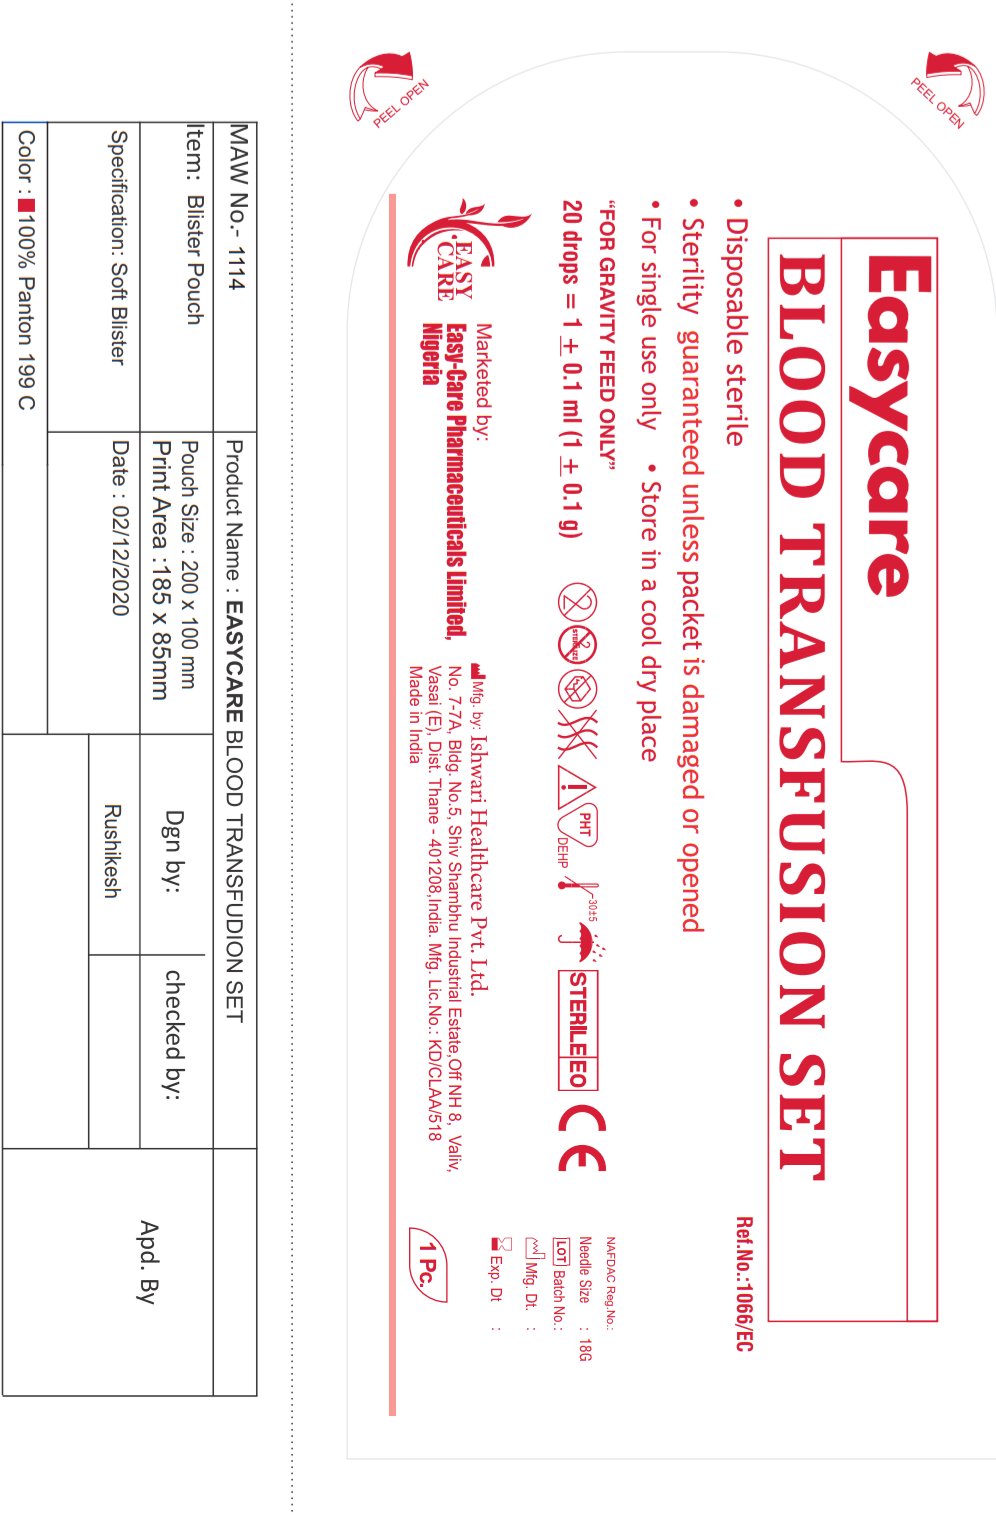 PEEL OPEN
PEEL OPEN
Easycare
BLOOD TRANSFUSION SET
Ref.No.:1066/EC
• Disposable sterile
• Sterility guaranteed unless packet is damaged or opened
• For single use only • Store in a cool dry place
“FOR GRAVITY FEED ONLY”
20 drops = 1 ± 0.1 ml (1 ± 0.1 g)
2
2
STERILIZE
PHT
DEHP
30±5
STERILE EO
CE
NAFDAC Reg.No.:
Needle Size : 18G
LOT Batch No.:
Mfg. Dt. :
Exp. Dt :
1 Pc.
EASY
CARE
Marketed by:
Easy-Care Pharmaceuticals Limited,
Nigeria
Mfg. by: Ishwari Healthcare Pvt. Ltd.
No. 7-7A, Bldg. No.5, Shiv Shambhu Industrial Estate,Off NH 8, Valiv,
Vasai (E), Dist. Thane - 401208,India. Mfg. Lic.No.: KD/CLAA/518
Made in India
MAW No.- 1114
Product Name : EASYCARE BLOOD TRANSFUDION SET
Item: Blister Pouch
Pouch Size : 200 x 100 mm
Print Area :185 x 85mm
Dgn by:
checked by:
Apd. By
Specification: Soft Blister
Date : 02/12/2020
Rushikesh
Color : 100% Panton 199 C